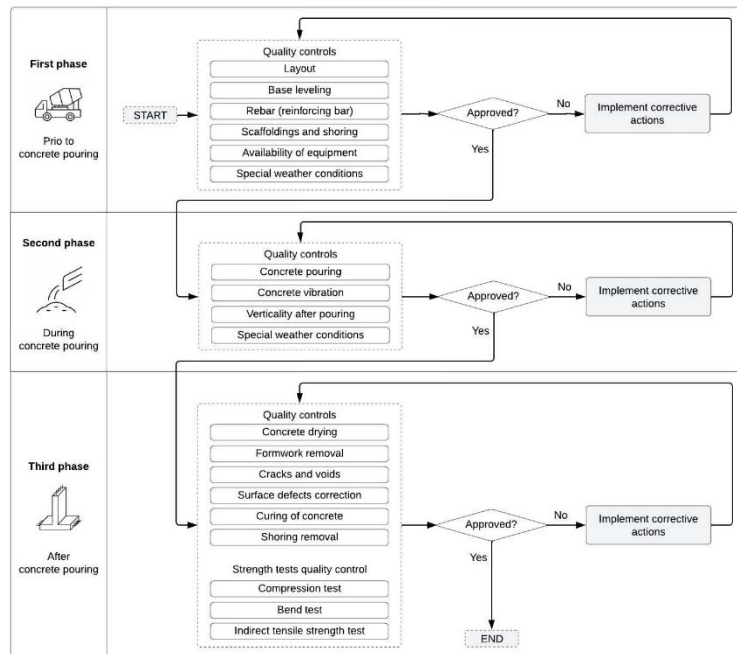 First phase
Prio to
concrete pouring
START
Quality controls
Layout
Base leveling
Rebar (reinforcing bar)
Scaffoldings and shoring
Availability of equipment
Special weather conditions
Approved?
No
Yes
Implement corrective
actions
Second phase
During
concrete pouring
Quality controls
Concrete pouring
Concrete vibration
Verticality after pouring
Special weather conditions
Approved?
No
Yes
Implement corrective
actions
Third phase
After
concrete pouring
Quality controls
Concrete drying
Formwork removal
Cracks and voids
Surface defects correction
Curing of concrete
Shoring removal
Strength tests quality control
Compression test
Bend test
Indirect tensile strength test
Approved?
No
Yes
Implement corrective
actions
END